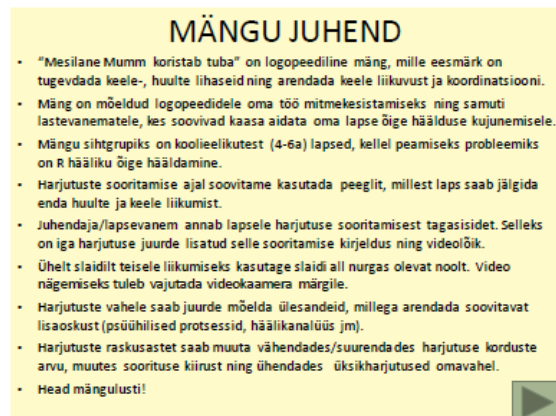 MÄNGU JUHEND
• “Mesilane Mumm koristab tuba” on logopeediline mäng, mille eesmärk on
tugevdada keele-, huulte lihaseid ning arendada keele liikuvust ja koordinatsiooni.
• Mäng on mõeldud logopeedidele oma töö mitmekesistamiseks ning samuti
lastevanematele, kes soovivad kaasa aidata oma lapse õige häälduse kujunemisele.
• Mängu sihtgrupiks on koolieelikutest (4-6a) lapsed, kellel peamiseks probleemiks
on R hääliku õige hääldamine.
• Harjutuste sooritamise ajal soovitame kasutada peeglit, millest laps saab jälgida
enda huulte ja keele liikumist.
• Juhendaja/lapsevanem annab lapsele harjutuse sooritamisest tagasisidet. Selleks
on iga harjutuse juurde lisatud selle sooritamise kirjeldus ning videolõik.
• Ühelt slaidilt teisele liikumiseks kasutage slaidi all nurgas olevat noolt. Video
nägemiseks tuleb vajutada videokaamera märgile.
• Harjutuste vahele saab juurde mõelda ülesandeid, millega arendada soovitavat
lisaoskust (psüühilised protsessid, häälikanalüüs jm).
• Harjutuste raskusastet saab muuta vähendades/suurendades harjutuse korduste
arvu, muutes soorituse kiirust ning ühendades üksikharjutused omavahel.
• Head mängulusti!